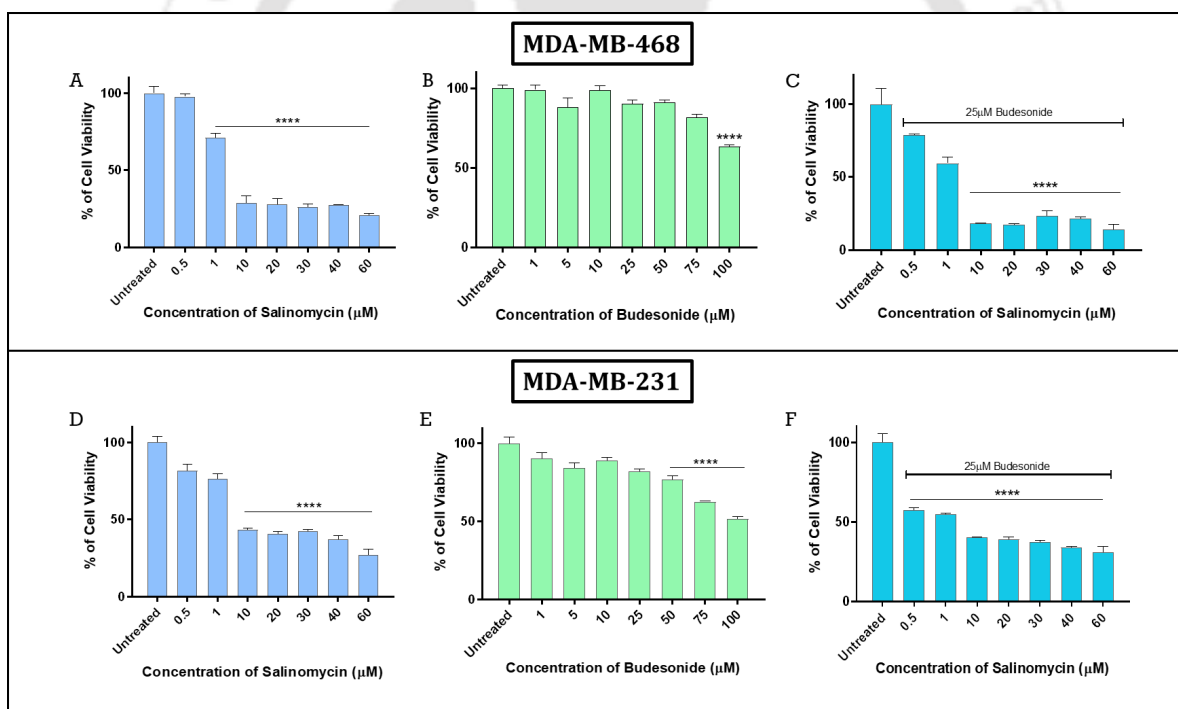 MDA-MB-468
A
% of Cell Viability
100
50
0
****
Untreated
0.5
1
10
20
30
40
60
Concentration of Salinomycin (μM)
B
% of Cell Viability
100
50
0
****
Untreated
1
5
10
25
50
75
100
Concentration of Budesonide (μM)
C
% of Cell Viability
100
50
0
25μM Budesonide
****
Untreated
0.5
1
10
20
30
40
60
Concentration of Salinomycin (μM)
MDA-MB-231
D
% of Cell Viability
100
50
0
****
Untreated
0.5
1
10
20
30
40
60
Concentration of Salinomycin (μM)
E
% of Cell Viability
100
50
0
****
Untreated
1
5
10
25
50
75
100
Concentration of Budesonide (μM)
F
% of Cell Viability
100
50
0
25μM Budesonide
****
Untreated
0.5
1
10
20
30
40
60
Concentration of Salinomycin (μM)